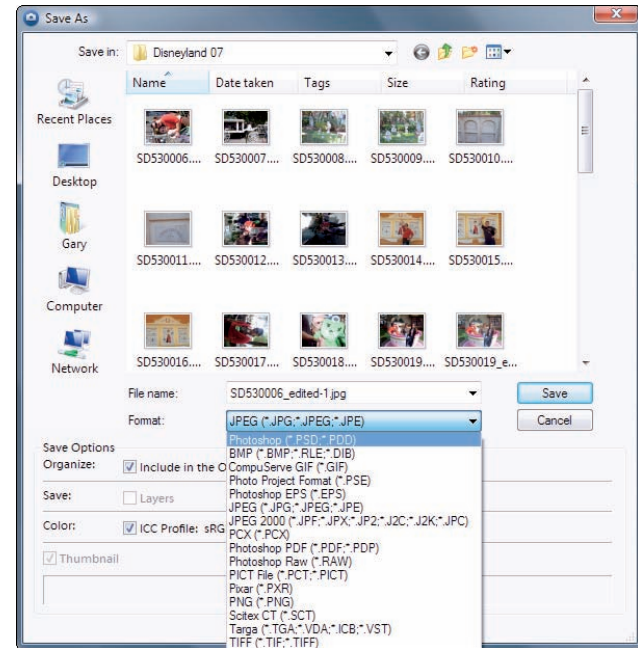 Save As
Save in: Disneyland 07
Name Date taken Tags Size Rating
Recent Places
Desktop
Gary
Computer
Network
SD530006.... SD530007.... SD530008.... SD530009.... SD530010....
SD530011.... SD530012.... SD530013.... SD530014.... SD530015....
SD530016.... SD530017.... SD530018.... SD530019.... SD530019_e...
File name: SD530006_edited-1.jpg Save
Format: JPEG (*.JPG;*.JPEG;*.JPE) Cancel
Save Options
Organize: Include in the O
Save: Layers
Color: ICC Profile: sRG
Thumbnail
Photoshop (*.PSD;*.PDD)
BMP (*.BMP;*.RLE;*.DIB)
CompuServe GIF (*.GIF)
Photo Project Format (*.PSE)
Photoshop EPS (*.EPS)
JPEG (*.JPG;*.JPEG;*.JPE)
JPEG 2000 (*.JPF;*.JPX;*.JP2;*.J2C;*.J2K;*.JPC)
PCX (*.PCX)
Photoshop PDF (*.PDF;*.PDP)
Photoshop Raw (*.RAW)
PICT File (*.PCT;*.PICT)
Pixar (*.PXR)
PNG (*.PNG)
Scitex CT (*.SCT)
Targa (*.TGA;*.VDA;*.ICB;*.VST)
TIFF (*.TIF;*.TIFF)